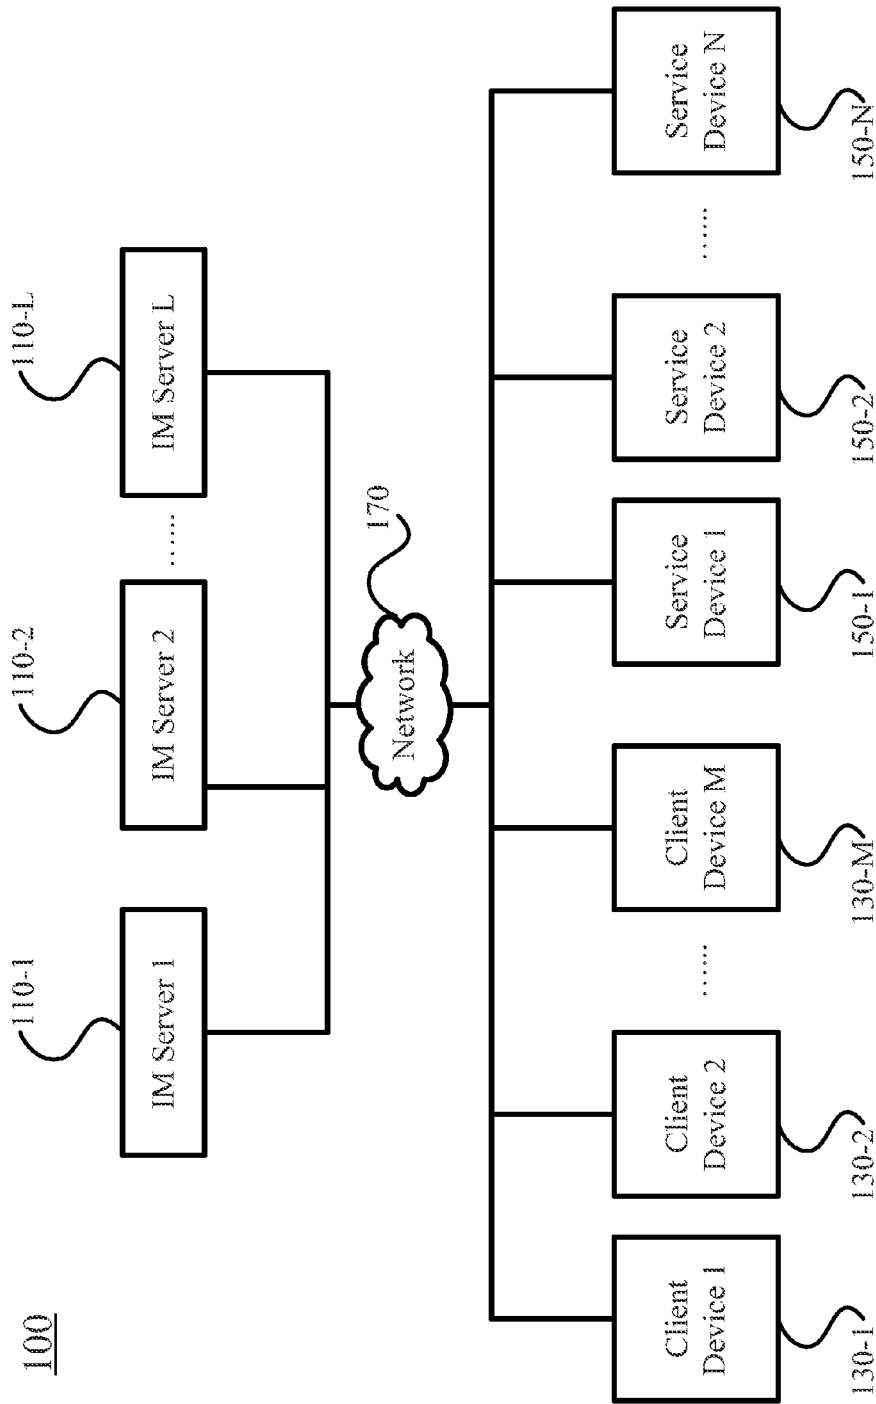 100
110-1
110-2
110-L
IM Server 1
IM Server 2
......
IM Server L
Network
170
Client
Device 1
Client
Device 2
......
Client
Device M
Service
Device 1
Service
Device 2
......
Service
Device N
130-1
130-2
130-M
150-1
150-2
150-N